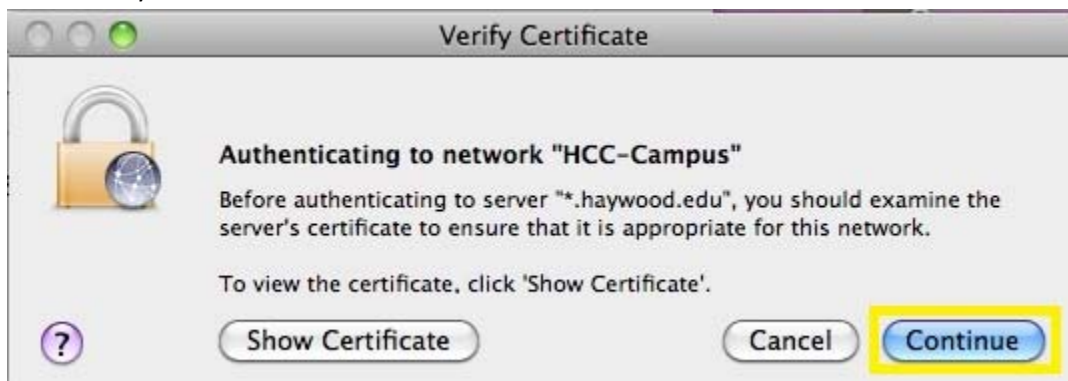 Verify Certificate
Authenticating to network "HCC-Campus"
Before authenticating to server "*.haywood.edu", you should examine the
server's certificate to ensure that it is appropriate for this network.
To view the certificate, click 'Show Certificate'.
?
Show Certificate
Cancel
Continue